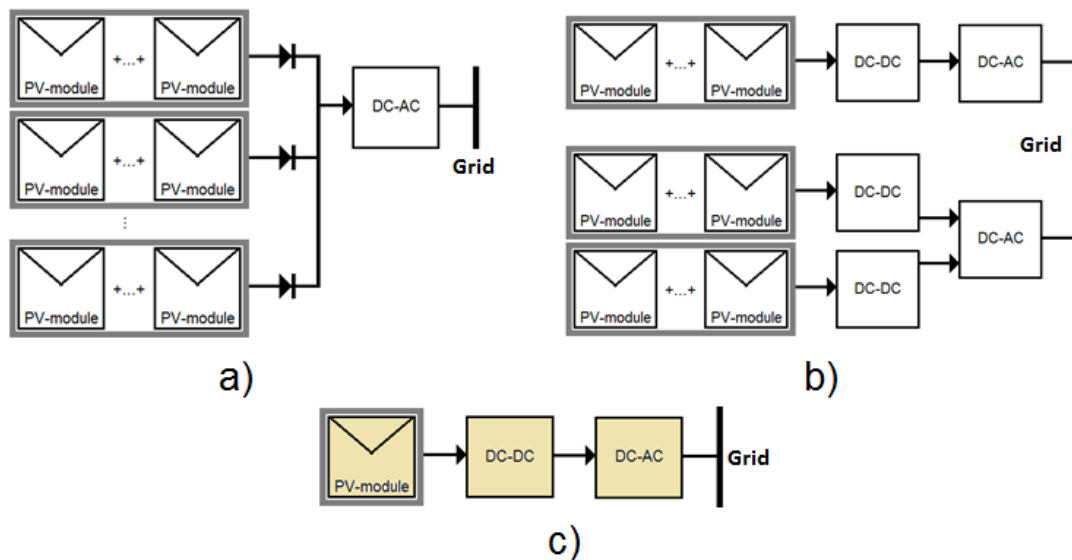 +...+
PV-module PV-module
DC-AC
+...+
Grid
PV-module PV-module
+...+
PV-module PV-module
a)
+...+
DC-DC
DC-AC
PV-module PV-module
Grid
+...+
DC-DC
PV-module PV-module
DC-AC
+...+
DC-DC
PV-module PV-module
b)
DC-DC
DC-AC
Grid
PV-module
c)